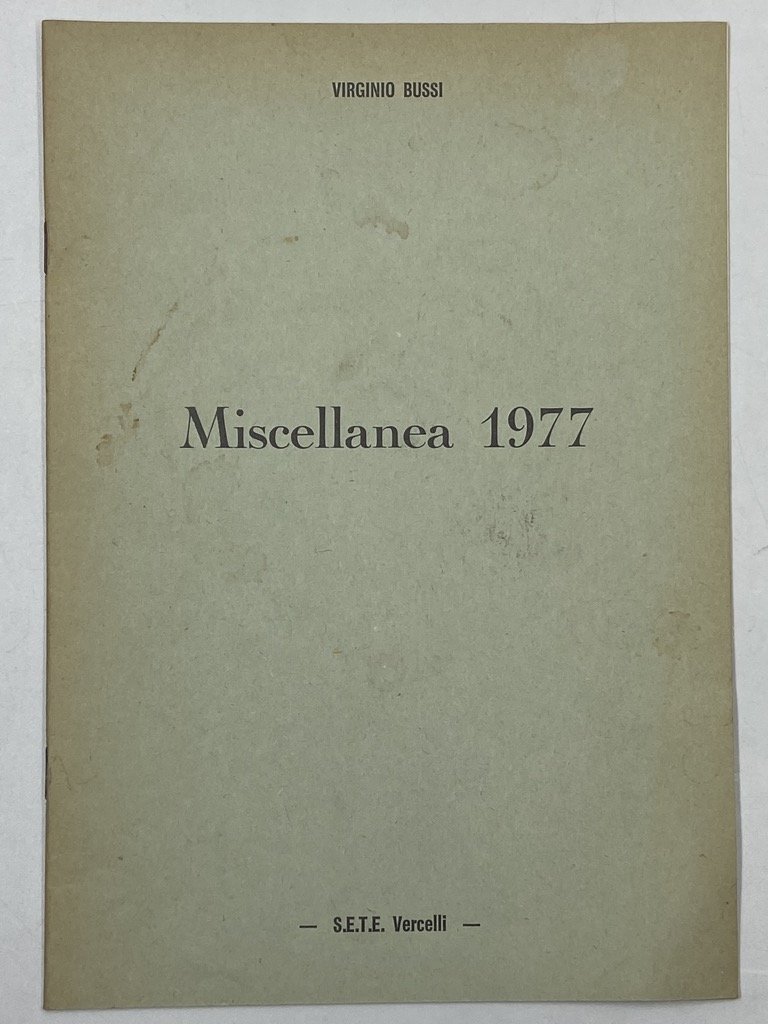 VIRGINIO BUSSI
Miscellanea 1977
— S.E.T.E. Vercelli —